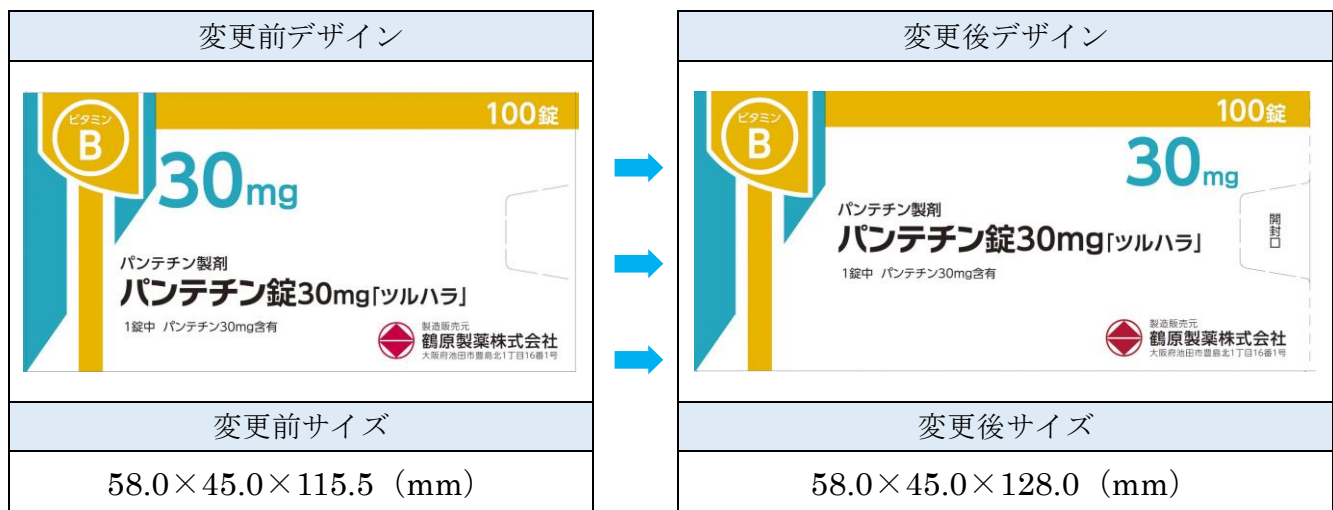 変更前デザイン
ビタミン
B
100錠
30mg
パンテチン製剤
パンテチン錠30mg「ツルハラ」
1錠中 パンテチン30mg含有
製造販売元
鶴原製薬株式会社
大阪府池田市豊島北1丁目16番1号
変更前サイズ
58.0×45.0×115.5（mm）
変更後デザイン
ビタミン
B
100錠
30mg
パンテチン製剤
パンテチン錠30mg「ツルハラ」
1錠中 パンテチン30mg含有
開封口
製造販売元
鶴原製薬株式会社
大阪府池田市豊島北1丁目16番1号
変更後サイズ
58.0×45.0×128.0（mm）